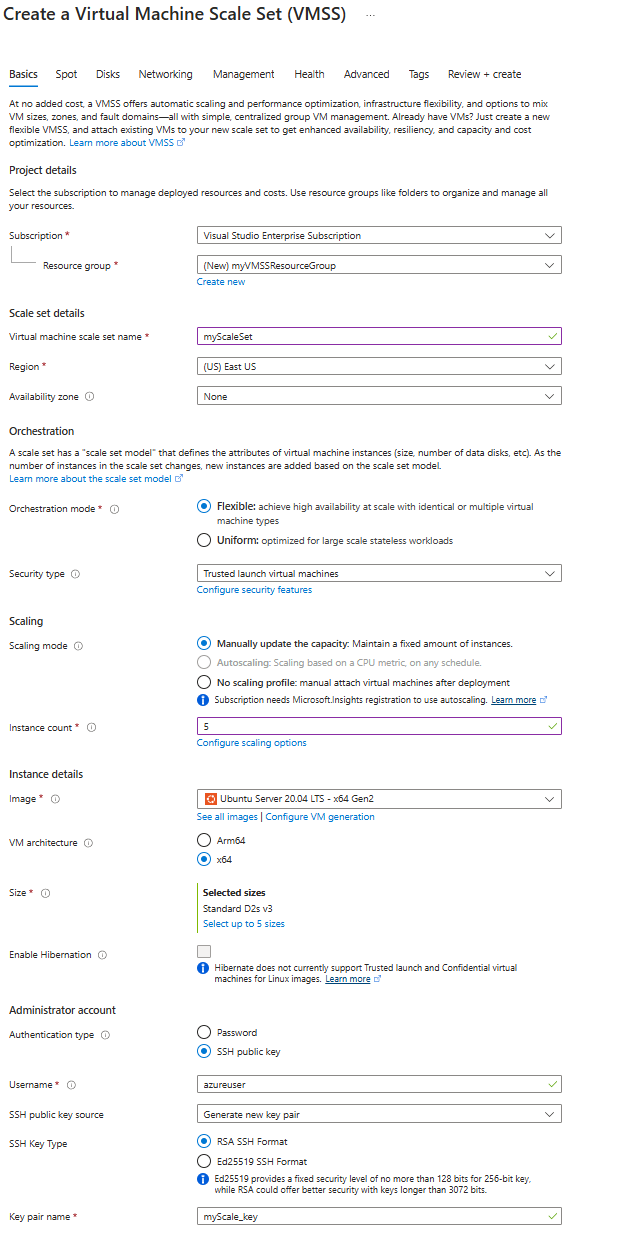 Create a Virtual Machine Scale Set (VMSS) ...
Basics Spot Disks Networking Management Health Advanced Tags Review + create
At no added cost, a VMSS offers automatic scaling and performance optimization, infrastructure flexibility, and options to mix
VM sizes, zones, and fault domains—all with simple, centralized group VM management. Already have VMs? Just create a new
flexible VMSS, and attach existing VMs to your new scale set to get enhanced availability, resiliency, and capacity and cost
optimization. Learn more about VMSS
Project details
Select the subscription to manage deployed resources and costs. Use resource groups like folders to organize and manage all
your resources.
Subscription * Visual Studio Enterprise Subscription
Resource group * (New) myVMSSResourceGroup
Create new
Scale set details
Virtual machine scale set name * myScaleSet
Region * (US) East US
Availability zone None
Orchestration
A scale set has a "scale set model" that defines the attributes of virtual machine instances (size, number of data disks, etc). As the
number of instances in the scale set changes, new instances are added based on the scale set model.
Learn more about the scale set model
Orchestration mode * Flexible: achieve high availability at scale with identical or multiple virtual
machine types
Uniform: optimized for large scale stateless workloads
Security type Trusted launch virtual machines
Configure security features
Scaling
Scaling mode Manually update the capacity: Maintain a fixed amount of instances.
Autoscaling: Scaling based on a CPU metric, on any schedule.
No scaling profile: manual attach virtual machines after deployment
Subscription needs Microsoft.Insights registration to use autoscaling. Learn more
Instance count * 5
Configure scaling options
Instance details
Image * Ubuntu Server 20.04 LTS - x64 Gen2
See all images | Configure VM generation
VM architecture Arm64
x64
Size * Selected sizes
Standard D2s v3
Select up to 5 sizes
Enable Hibernation
Hibernate does not currently support Trusted launch and Confidential virtual
machines for Linux images. Learn more
Administrator account
Authentication type Password
SSH public key
Username * azureuser
SSH public key source Generate new key pair
SSH Key Type RSA SSH Format
Ed25519 SSH Format
Ed25519 provides a fixed security level of no more than 128 bits for 256-bit key,
while RSA could offer better security with keys longer than 3072 bits.
Key pair name * myScale_key